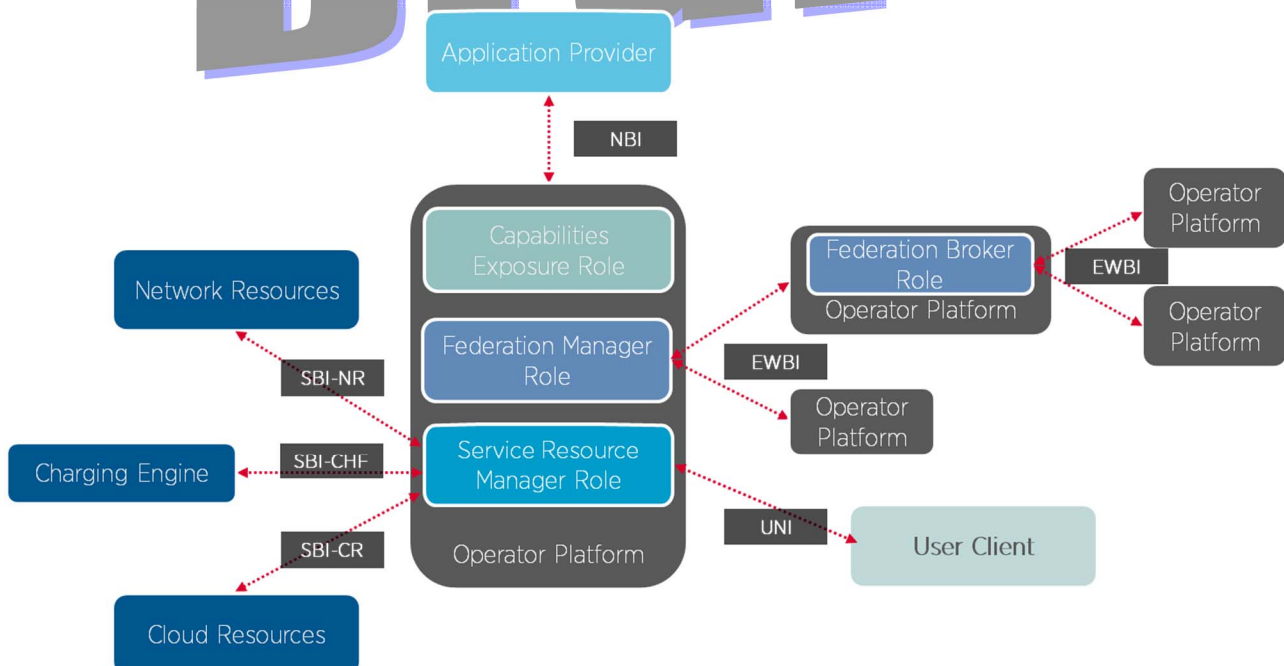 Application Provider
NBI
Capabilities
Exposure Role
Federation Manager
Role
Service Resource
Manager Role
Operator Platform
Network Resources
SBI-NR
Charging Engine
SBI-CHF
SBI-CR
Cloud Resources
EWBI
Federation Broker
Role
Operator Platform
EWBI
Operator
Platform
Operator
Platform
Operator
Platform
UNI
User Client